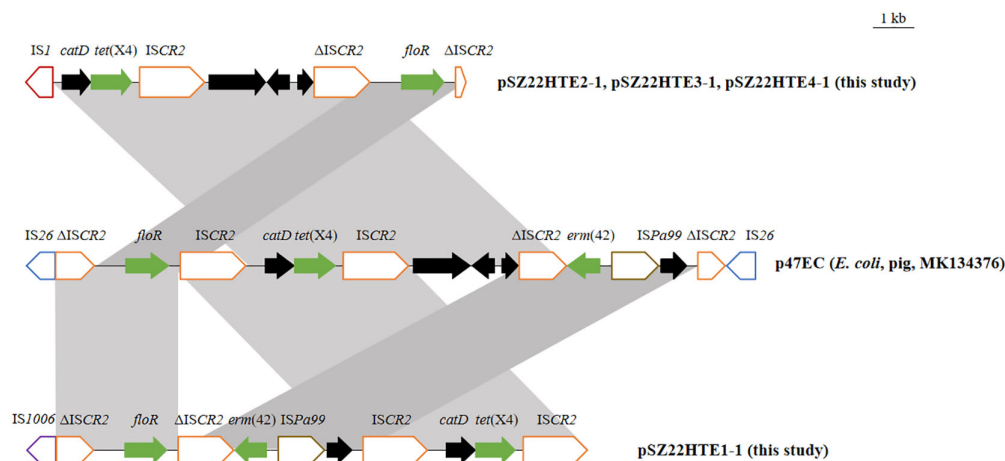 1 kb
IS1 catD tet(X4) ISCR2 ΔISCR2 floR ΔISCR2
pSZ22HTE2-1, pSZ22HTE3-1, pSZ22HTE4-1 (this study)
IS26 ΔISCR2 floR ISCR2 catD tet(X4) ISCR2 ΔISCR2 erm(42) ISPa99 ΔISCR2 IS26
p47EC (E. coli, pig, MK134376)
IS1006 ΔISCR2 floR ΔISCR2 erm(42) ISPa99 ISCR2 catD tet(X4) ISCR2
pSZ22HTE1-1 (this study)